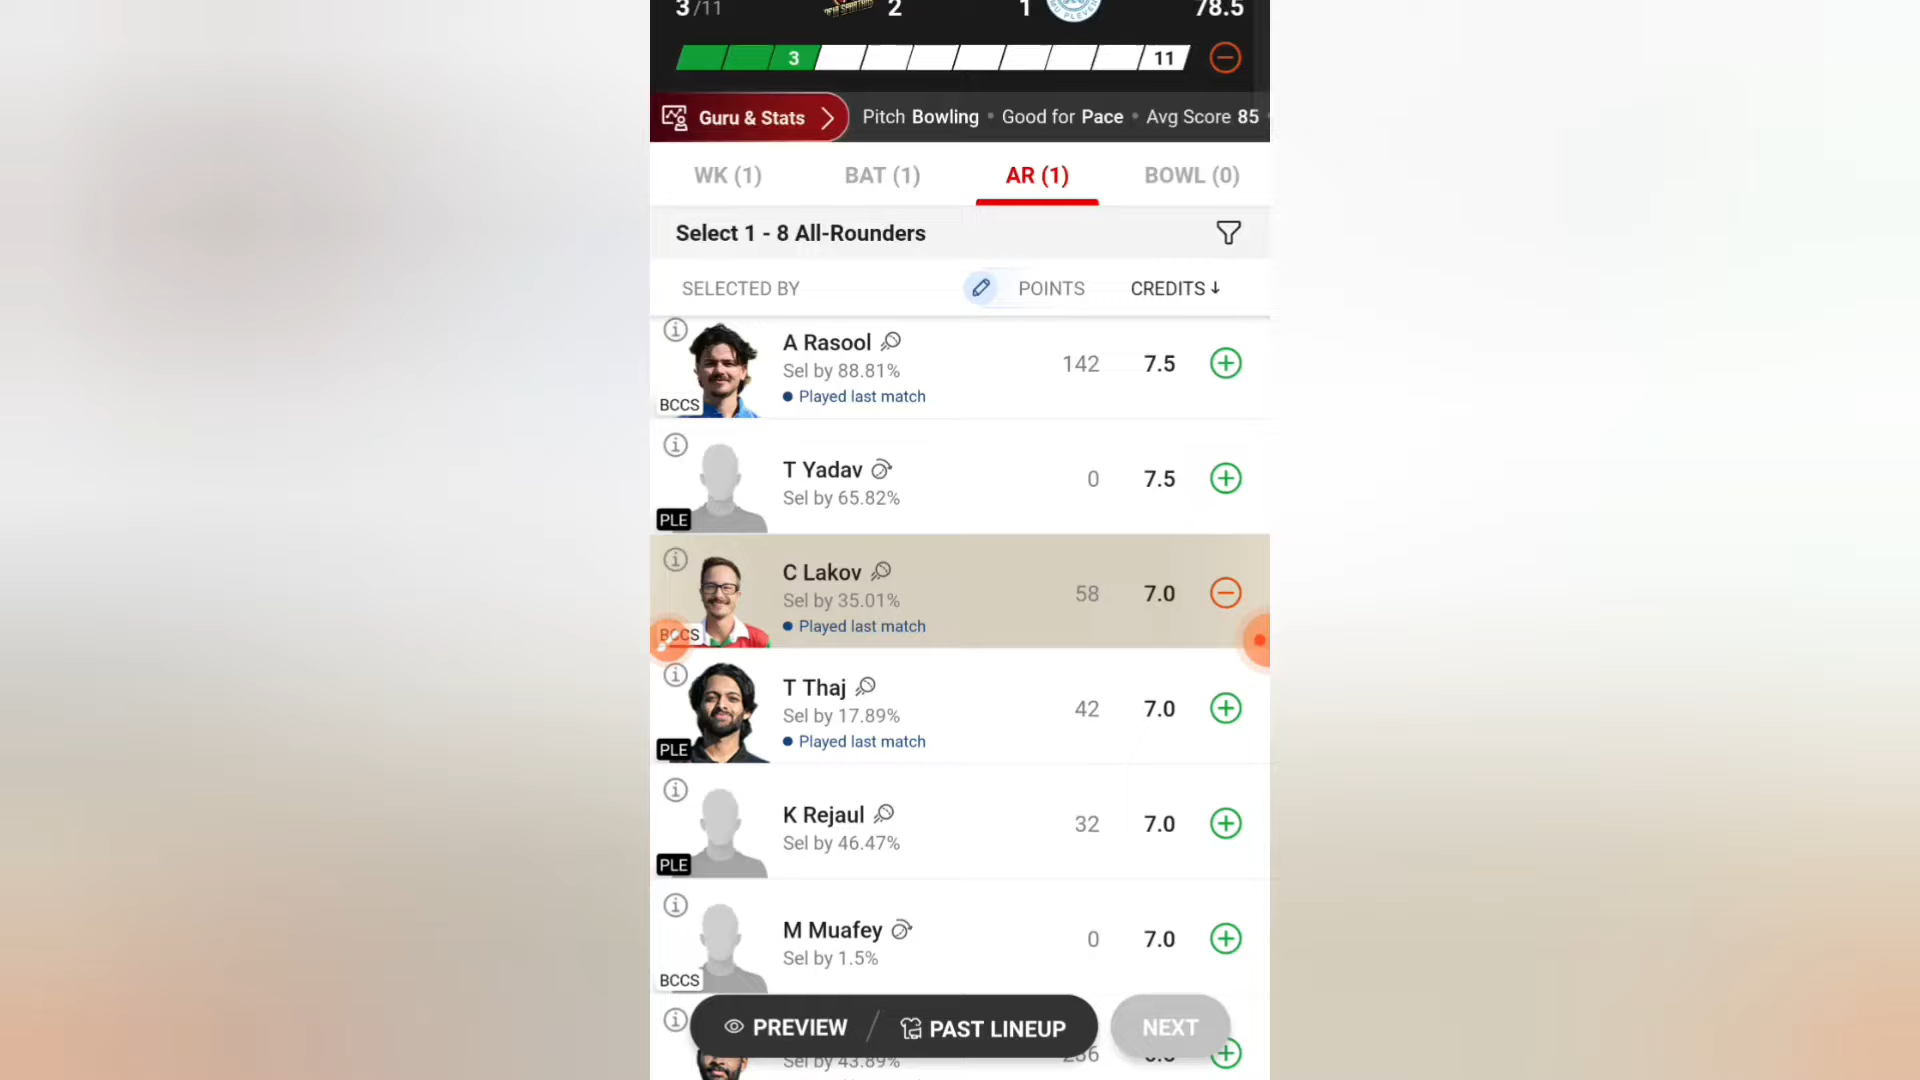 3/11 2 1 78.5
3 11
Guru & Stats Pitch Bowling • Good for Pace • Avg Score 85
WK (1) BAT (1) AR (1) BOWL (0)
Select 1 - 8 All-Rounders
SELECTED BY POINTS CREDITS ↓
A Rasool
Sel by 88.81% 142 7.5
Played last match
BCCS
T Yadav
Sel by 65.82% 0 7.5
PLE
C Lakov
Sel by 35.01% 58 7.0
Played last match
BCCS
T Thaj
Sel by 17.89% 42 7.0
Played last match
PLE
K Rejaul
Sel by 46.47% 32 7.0
PLE
M Muafey
Sel by 1.5% 0 7.0
BCCS
PREVIEW / PAST LINEUP NEXT
Sel by 43.89%